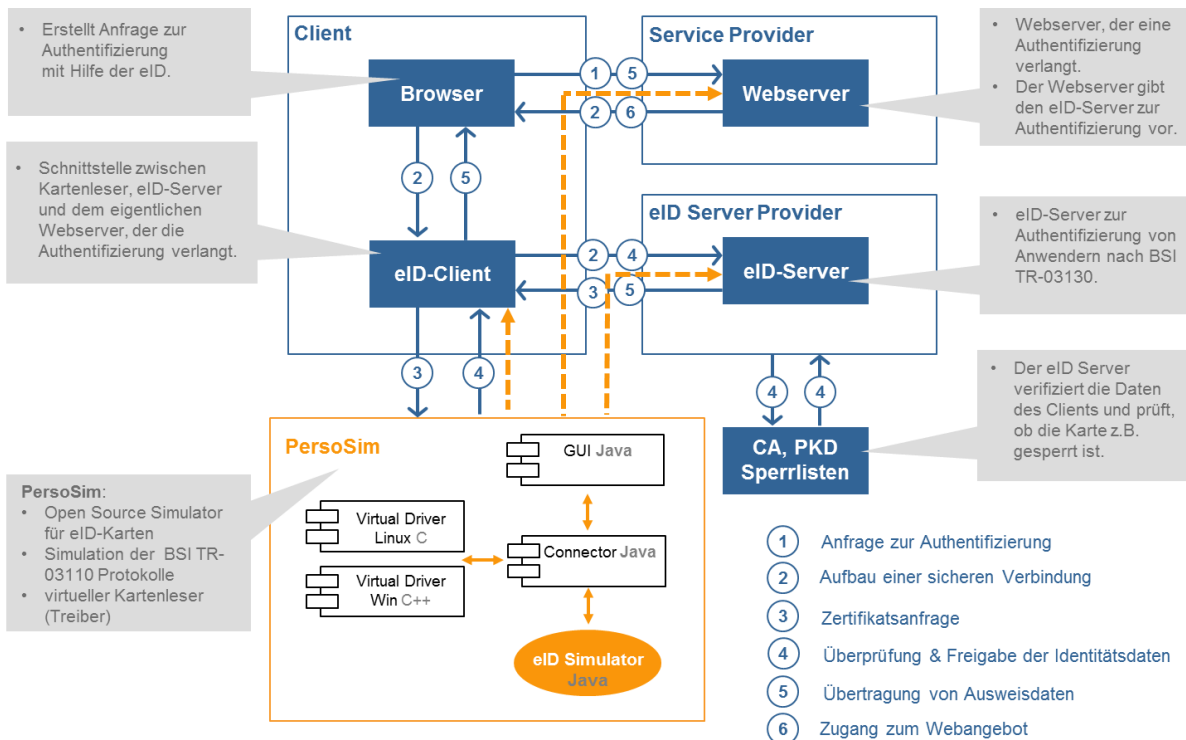 • Erstellt Anfrage zur
Authentifizierung
mit Hilfe der eID.
• Schnittstelle zwischen
Kartenleser, eID-Server
und dem eigentlichen
Webserver, der die
Authentifizierung verlangt.
PersoSim:
• Open Source Simulator
für eID-Karten
• Simulation der BSI TR-
03110 Protokolle
• virtueller Kartenleser
(Treiber)
Client
Browser
2
5
eID-Client
3
4
1
5
2
6
2
4
3
5
Service Provider
Webserver
eID Server Provider
eID-Server
4
4
CA, PKD
Sperrlisten
• Webserver, der eine
Authentifizierung
verlangt.
• Der Webserver gibt
den eID-Server zur
Authentifizierung vor.
• eID-Server zur
Authentifizierung von
Anwendern nach BSI
TR-03130.
• Der eID Server
verifiziert die Daten
des Clients und prüft,
ob die Karte z.B.
gesperrt ist.
PersoSim
GUI Java
Virtual Driver
Linux C
Connector Java
Virtual Driver
Win C++
eID Simulator
Java
1 Anfrage zur Authentifizierung
2 Aufbau einer sicheren Verbindung
3 Zertifikatsanfrage
4 Überprüfung & Freigabe der Identitätsdaten
5 Übertragung von Ausweisdaten
6 Zugang zum Webangebot